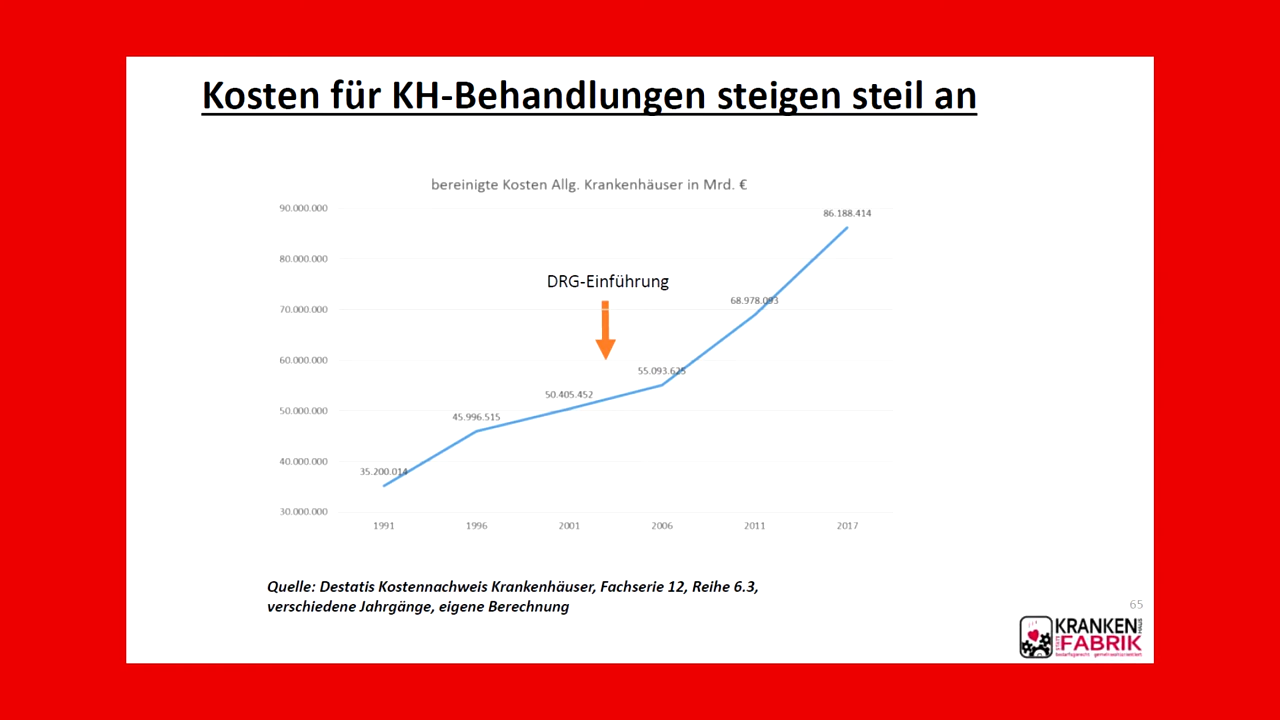 Kosten für KH-Behandlungen steigen steil an
bereinigte Kosten Allg. Krankenhäuser in Mrd. €
90.000.000
86.188.414
80.000.000
DRG-Einführung
70.000.000
68.978.093
60.000.000
55.093.625
50.405.452
50.000.000
45.996.515
40.000.000
35.200.014
30.000.000
1991 1996 2001 2006 2011 2017
Quelle: Destatis Kostennachweis Krankenhäuser, Fachserie 12, Reihe 6.3,
verschiedene Jahrgänge, eigene Berechnung
65
KRANKEN
HAUS
STATT
FABRIK